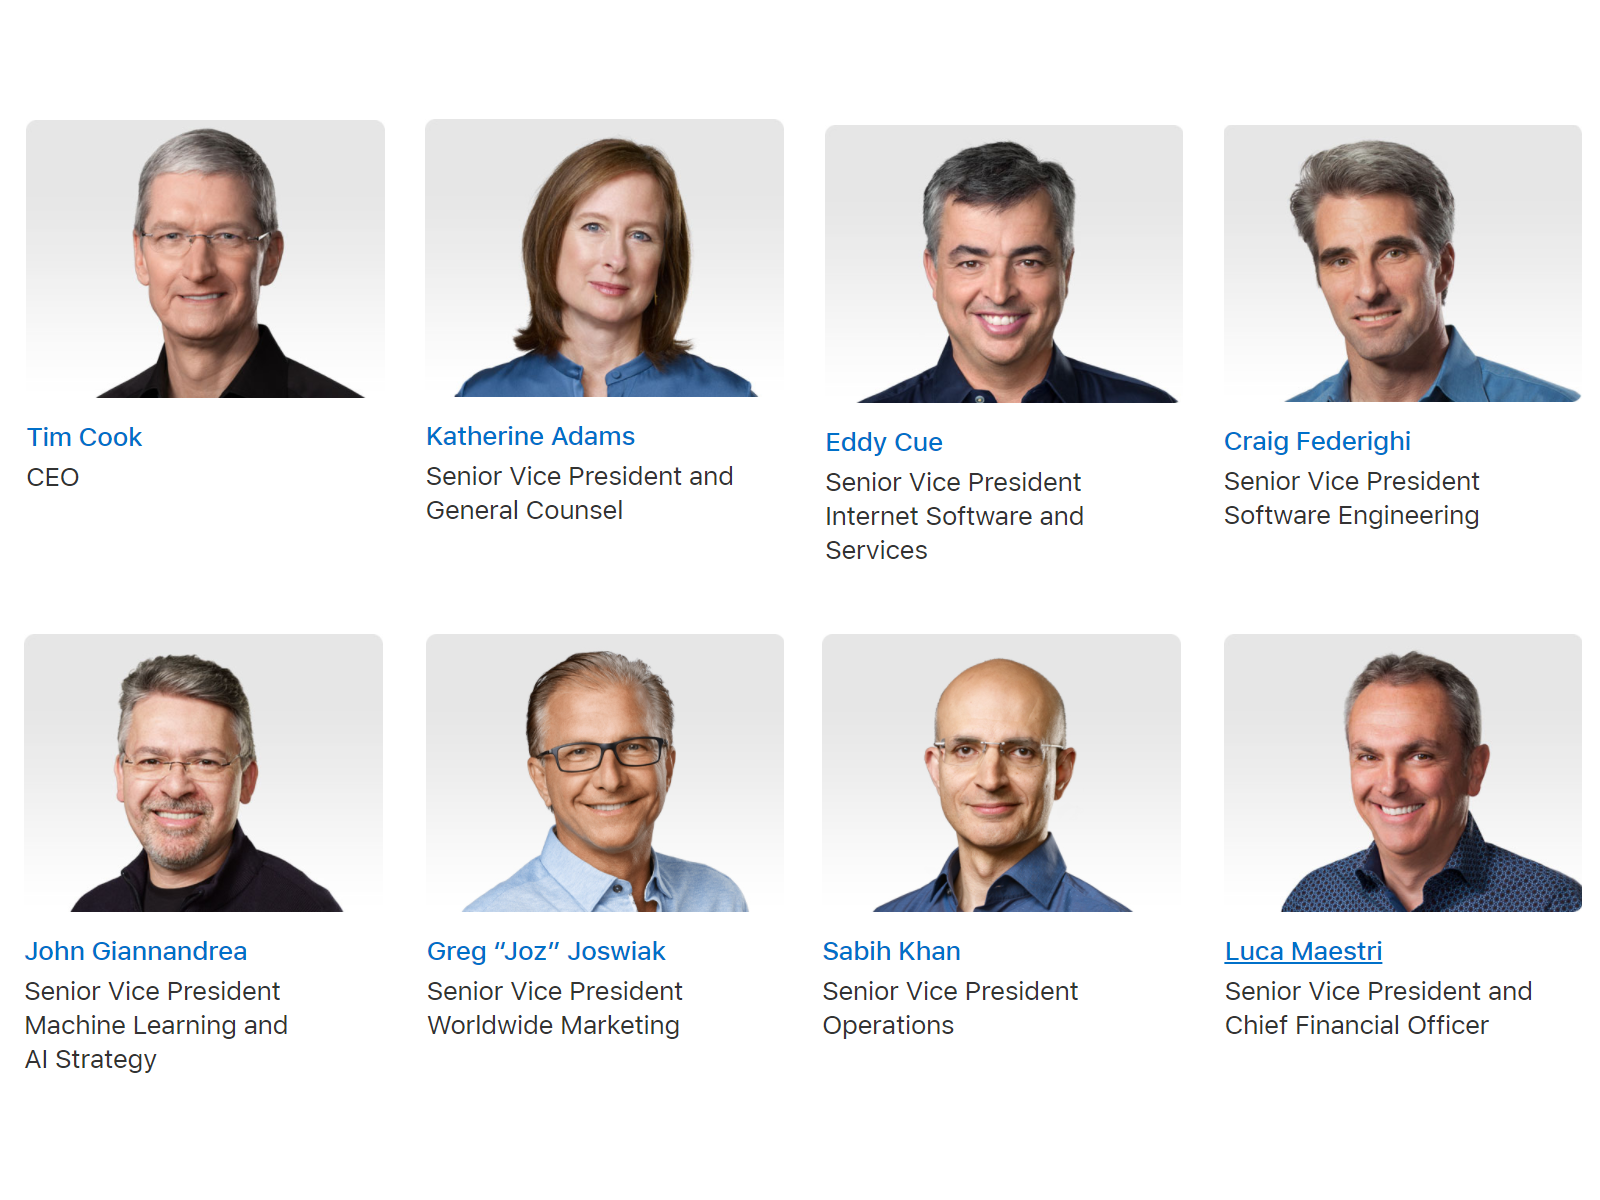 Tim Cook
CEO
Katherine Adams
Senior Vice President and
General Counsel
Eddy Cue
Senior Vice President
Internet Software and
Services
Craig Federighi
Senior Vice President
Software Engineering
John Giannandrea
Senior Vice President
Machine Learning and
AI Strategy
Greg “Joz” Joswiak
Senior Vice President
Worldwide Marketing
Sabih Khan
Senior Vice President
Operations
Luca Maestri
Senior Vice President and
Chief Financial Officer